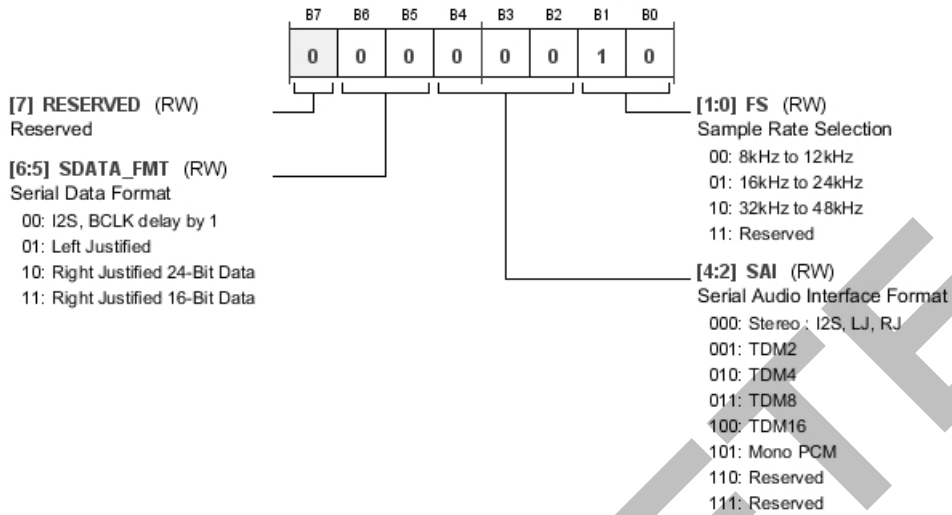 B7 B6 B5 B4 B3 B2 B1 B0
0 0 0 0 0 0 1 0
[7] RESERVED (RW)
Reserved
[6:5] SDATA_FMT (RW)
Serial Data Format
00: I2S, BCLK delay by 1
01: Left Justified
10: Right Justified 24-Bit Data
11: Right Justified 16-Bit Data
[1:0] FS (RW)
Sample Rate Selection
00: 8kHz to 12kHz
01: 16kHz to 24kHz
10: 32kHz to 48kHz
11: Reserved
[4:2] SAI (RW)
Serial Audio Interface Format
000: Stereo : I2S, LJ, RJ
001: TDM2
010: TDM4
011: TDM8
100: TDM16
101: Mono PCM
110: Reserved
111: Reserved